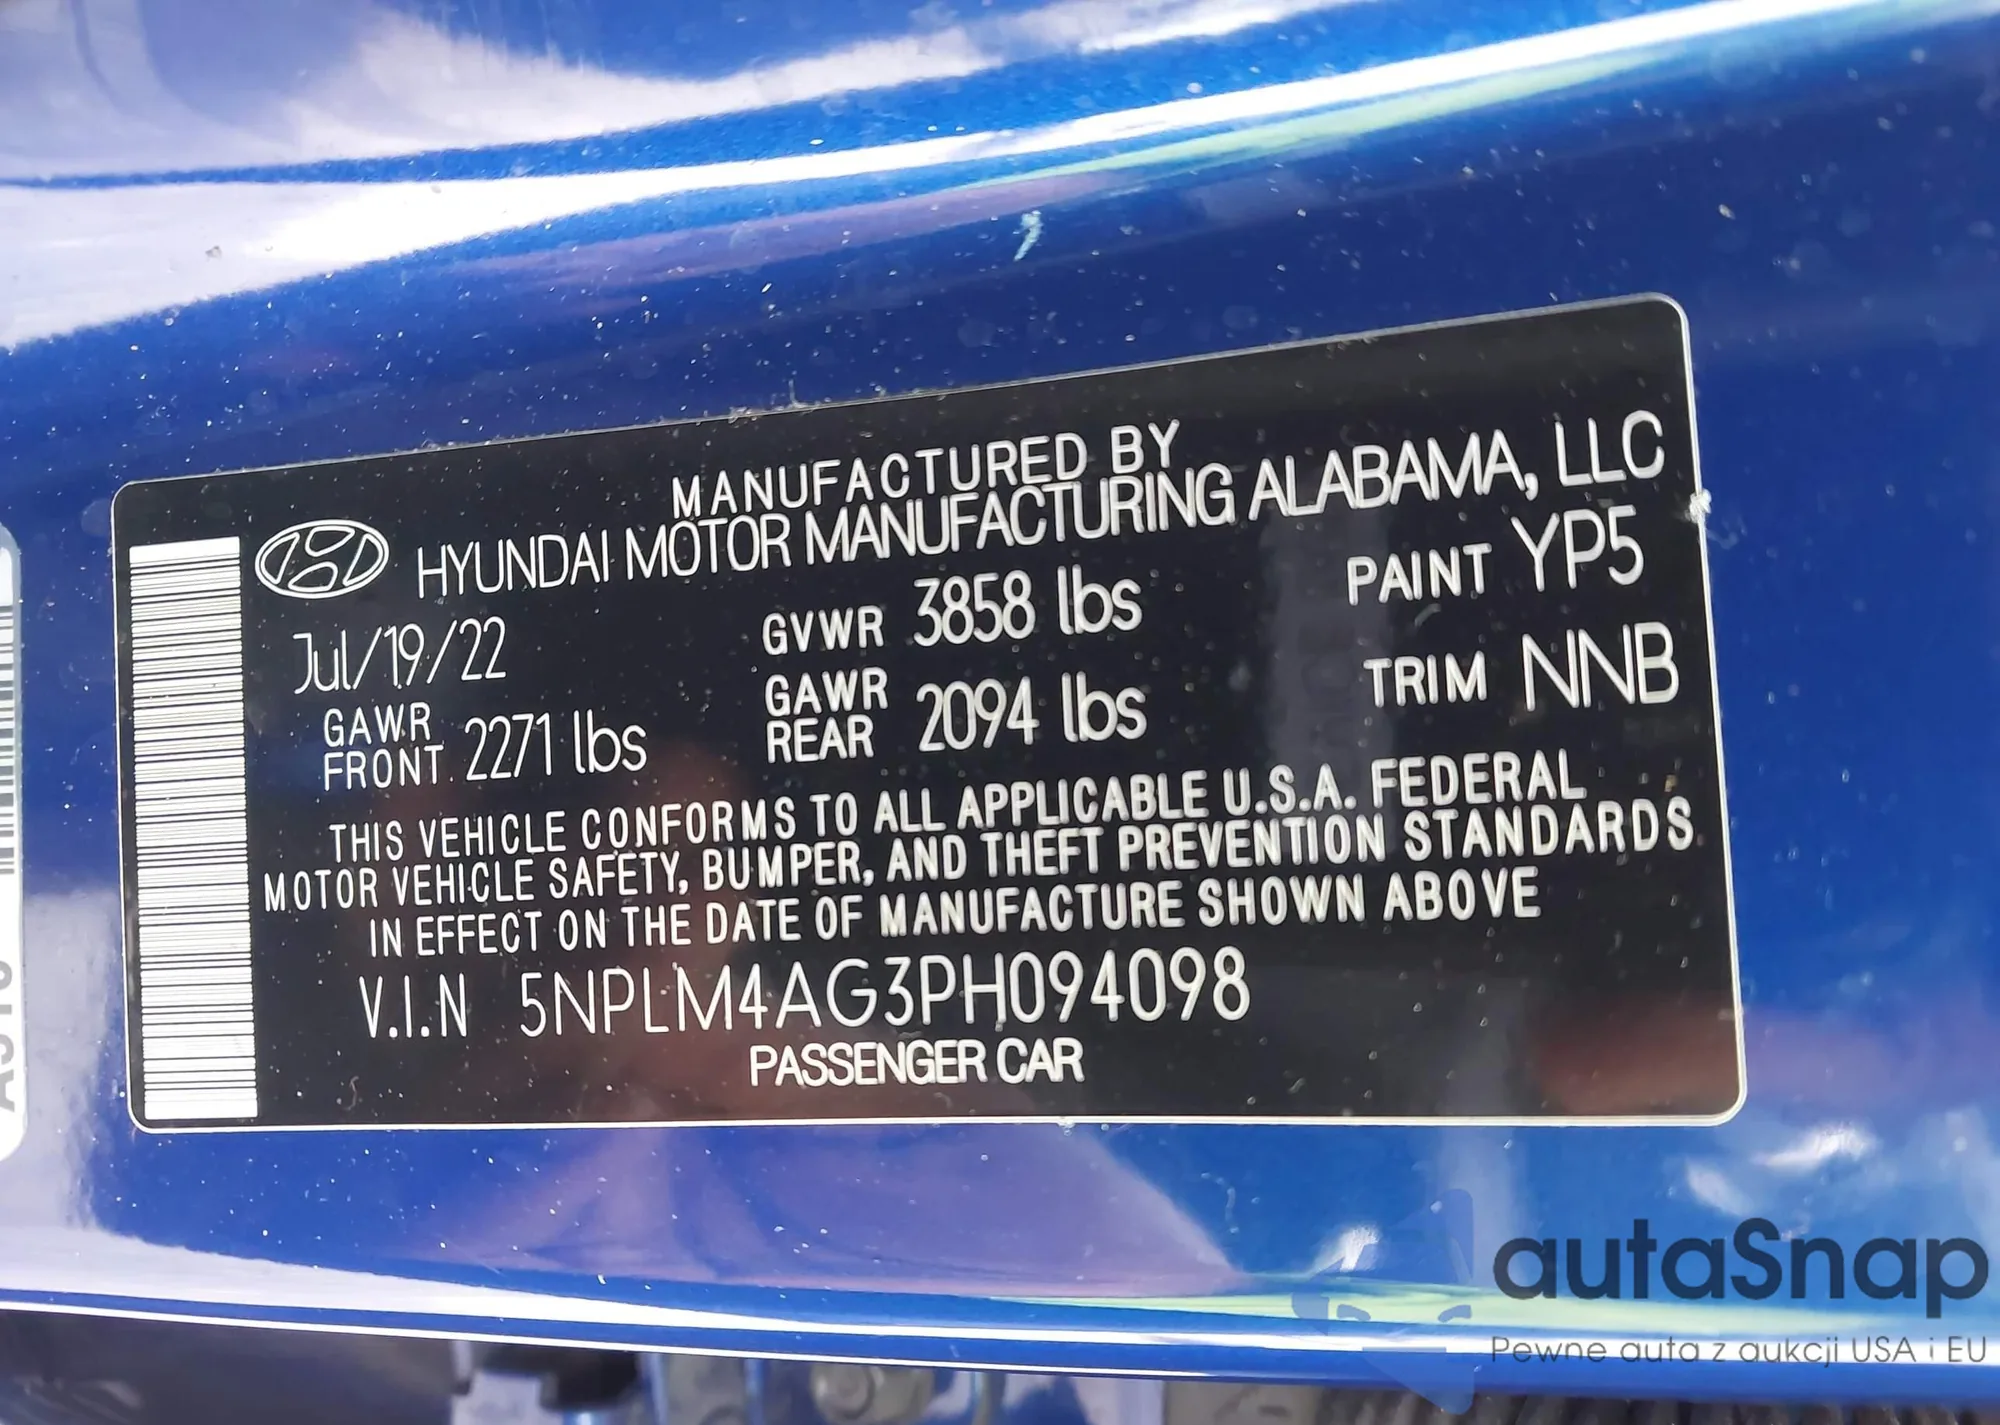 MANUFACTURED BY
HYUNDAI MOTOR MANUFACTURING ALABAMA, LLC
Jul/19/22 GVWR 3858 lbs PAINT YP5
GAWR FRONT 2271 lbs GAWR REAR 2094 lbs TRIM NNB
THIS VEHICLE CONFORMS TO ALL APPLICABLE U.S.A. FEDERAL
MOTOR VEHICLE SAFETY, BUMPER, AND THEFT PREVENTION STANDARDS
IN EFFECT ON THE DATE OF MANUFACTURE SHOWN ABOVE
V.I.N 5NPLM4AG3PH094098
PASSENGER CAR
autaSnap
Pewne auta z aukcji USA i EU